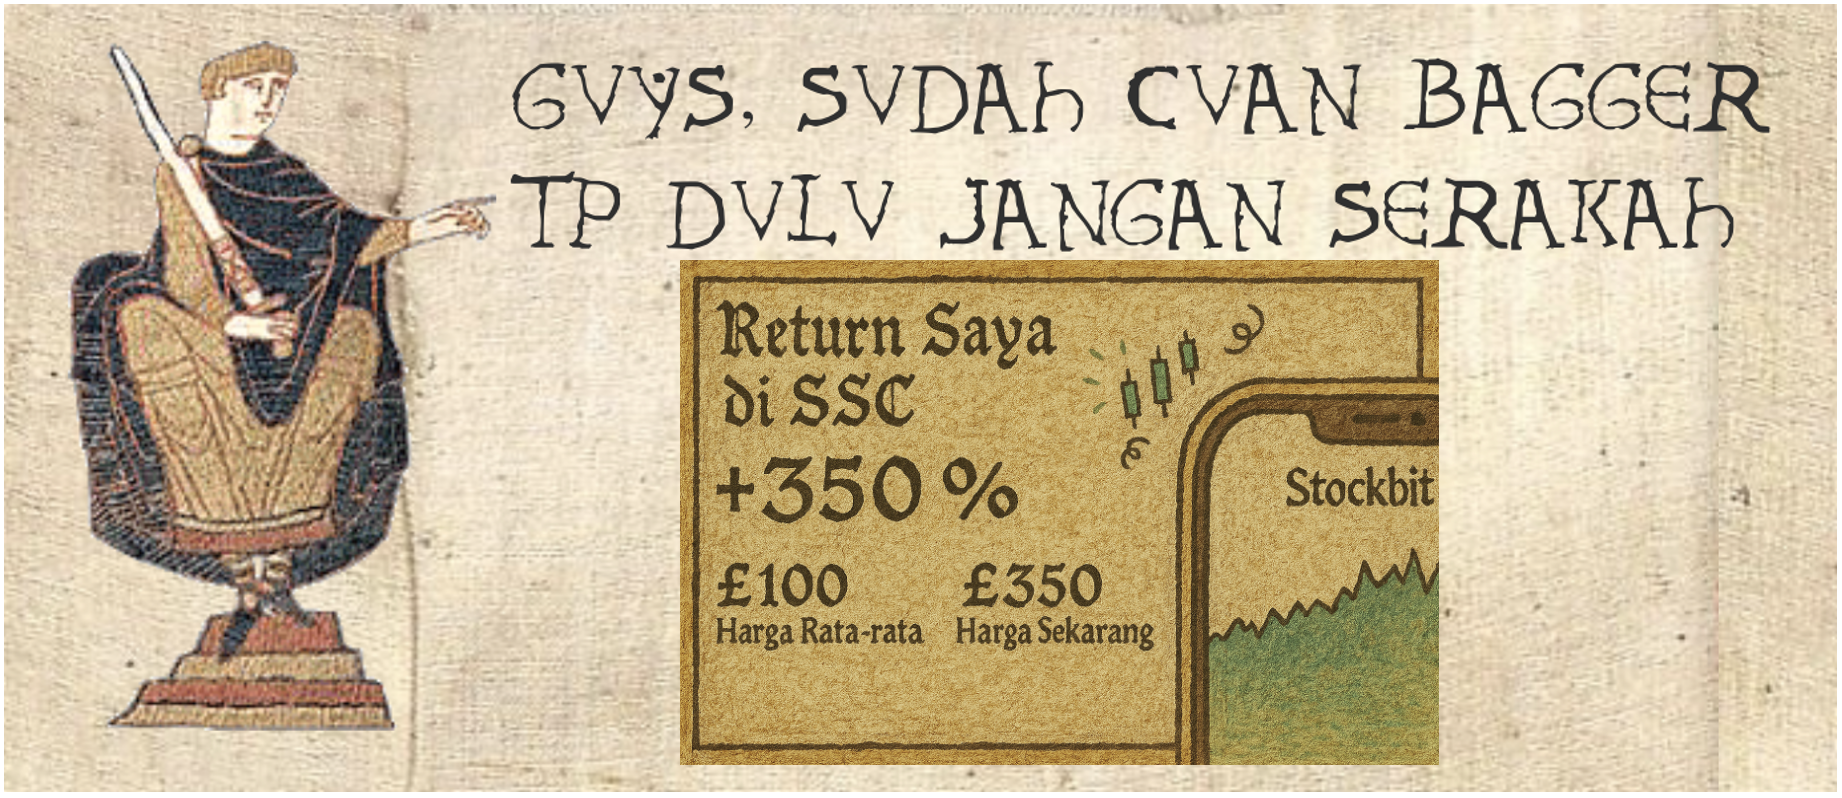 GVYS, SVDAh CVAN BAGGER
TP DVLV JANGAN SERAKAh
Return Saya
di SSC
+350 %
£100 £350
Harga Rata-rata Harga Sekarang
Stockbit